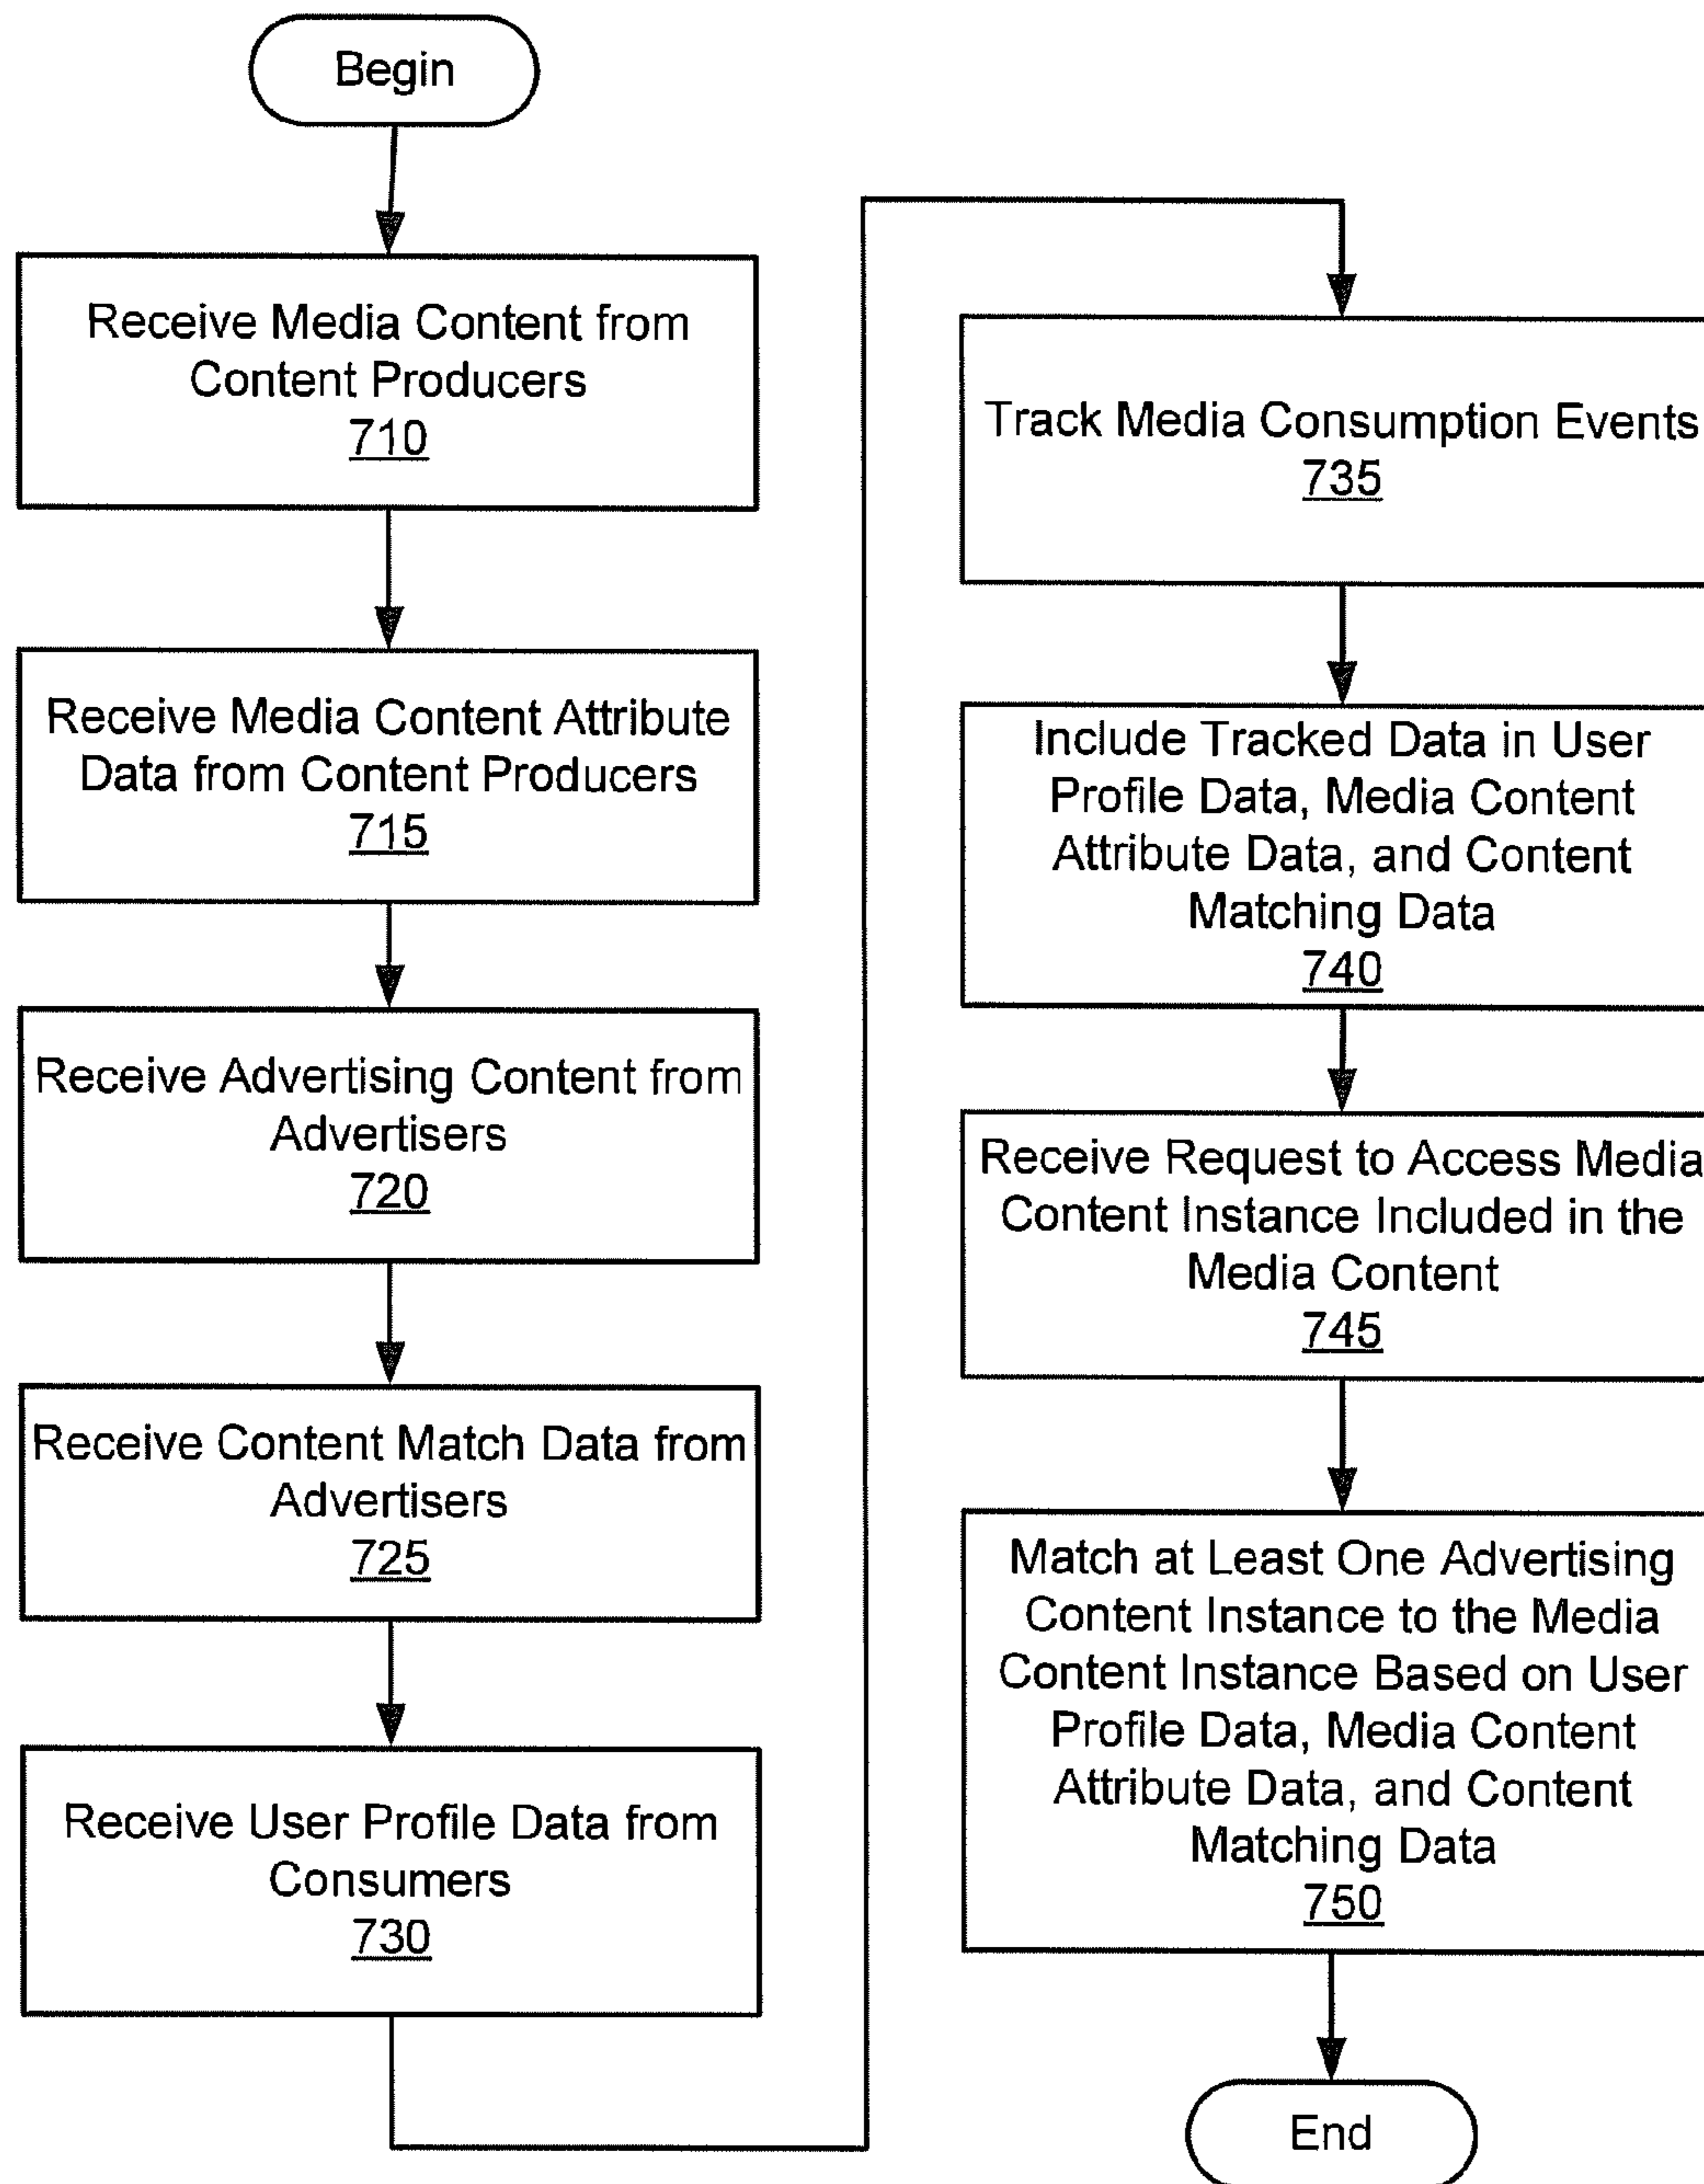 Begin
Receive Media Content from
Content Producers
710
Receive Media Content Attribute
Data from Content Producers
715
Receive Advertising Content from
Advertisers
720
Receive Content Match Data from
Advertisers
725
Receive User Profile Data from
Consumers
730
Track Media Consumption Events
735
Include Tracked Data in User
Profile Data, Media Content
Attribute Data, and Content
Matching Data
740
Receive Request to Access Media
Content Instance Included in the
Media Content
745
Match at Least One Advertising
Content Instance to the Media
Content Instance Based on User
Profile Data, Media Content
Attribute Data, and Content
Matching Data
750
End